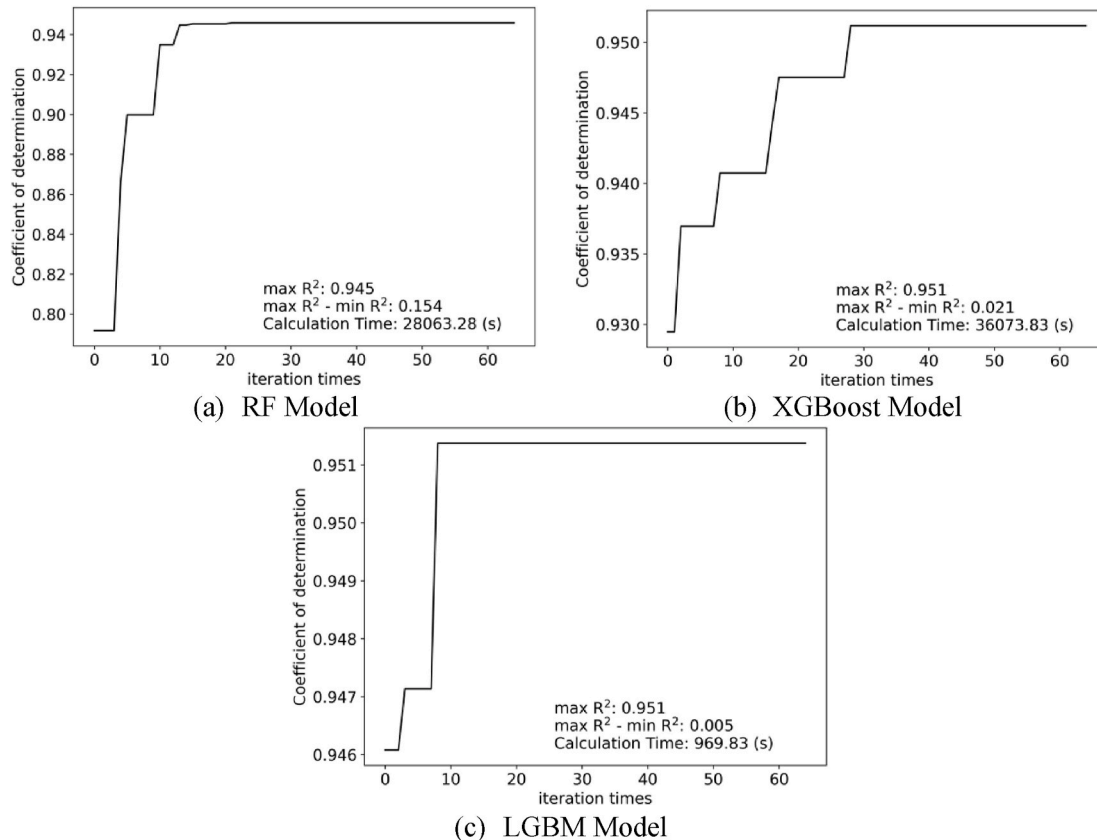 0.94
0.92
0.90
0.88
0.86
0.84
0.82
0.80
Coefficient of determination
max R²: 0.945
max R² - min R²: 0.154
Calculation Time: 28063.28 (s)
0 10 20 30 40 50 60
iteration times
(a) RF Model
0.950
0.945
0.940
0.935
0.930
Coefficient of determination
max R²: 0.951
max R² - min R²: 0.021
Calculation Time: 36073.83 (s)
0 10 20 30 40 50 60
iteration times
(b) XGBoost Model
0.951
0.950
0.949
0.948
0.947
0.946
Coefficient of determination
max R²: 0.951
max R² - min R²: 0.005
Calculation Time: 969.83 (s)
0 10 20 30 40 50 60
iteration times
(c) LGBM Model